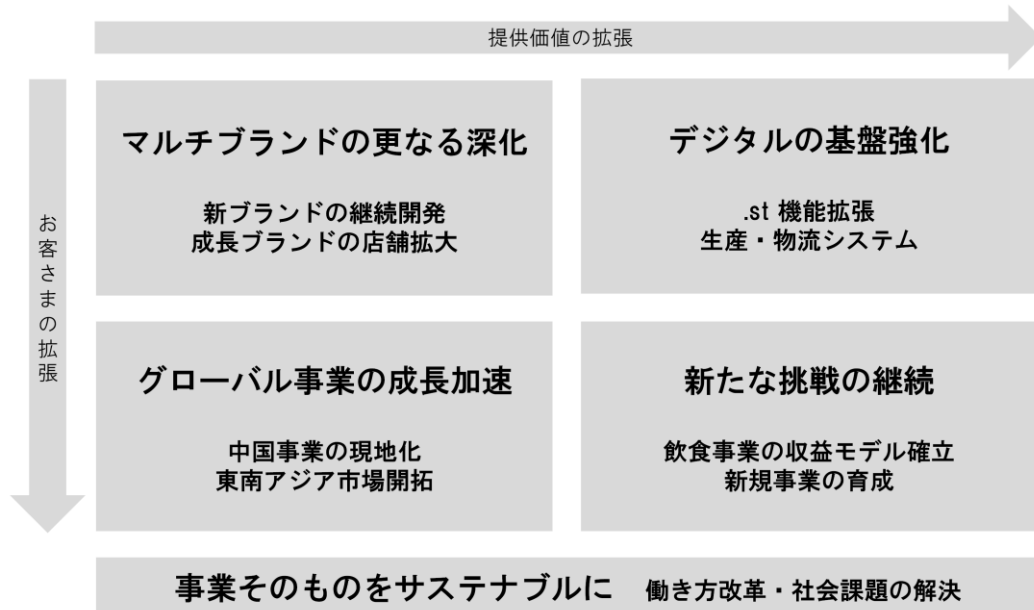 提供価値の拡張
お客さまの拡張
マルチブランドの更なる深化
新ブランドの継続開発
成長ブランドの店舗拡大
デジタルの基盤強化
.st 機能拡張
生産・物流システム
グローバル事業の成長加速
中国事業の現地化
東南アジア市場開拓
新たな挑戦の継続
飲食事業の収益モデル確立
新規事業の育成
事業そのものをサステナブルに 働き方改革・社会課題の解決